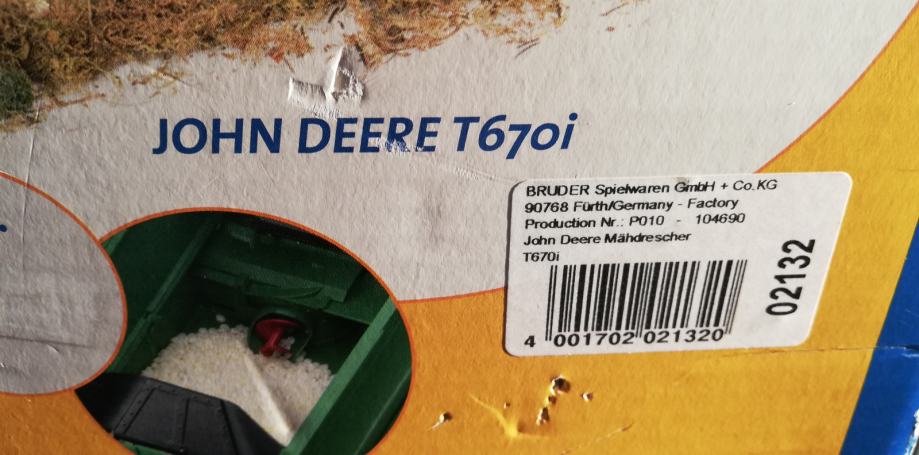 JOHN DEERE T670i
BRUDER Spielwaren GmbH + Co.KG
90768 Fürth/Germany - Factory
Production Nr.: P010 - 104690
John Deere Mähdrescher
T670i
4 001702 021320
02132